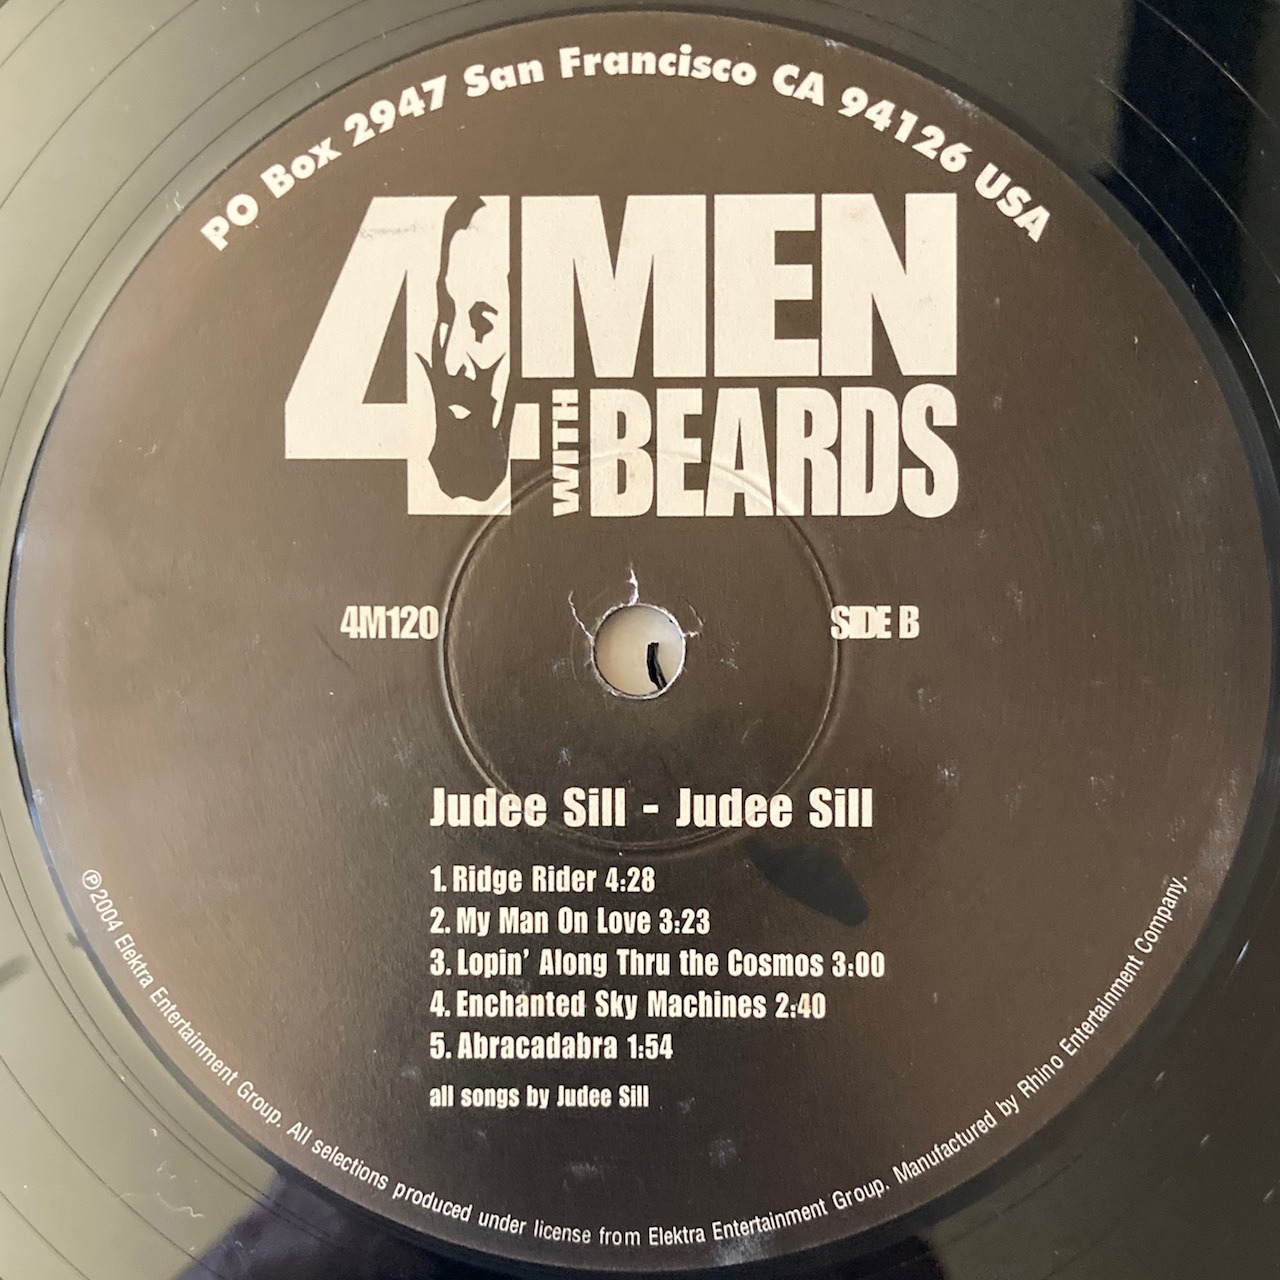 PO Box 2947 San Francisco CA 94126 USA
4 MEN
WITH BEARDS
4M120
SIDE B
Judee Sill - Judee Sill
1. Ridge Rider 4:28
2. My Man On Love 3:23
3. Lopin' Along Thru the Cosmos 3:00
4. Enchanted Sky Machines 2:40
5. Abracadabra 1:54
all songs by Judee Sill
℗2004 Elektra Entertainment Group. All selections produced under license from Elektra Entertainment Group. Manufactured by Rhino Entertainment Company.